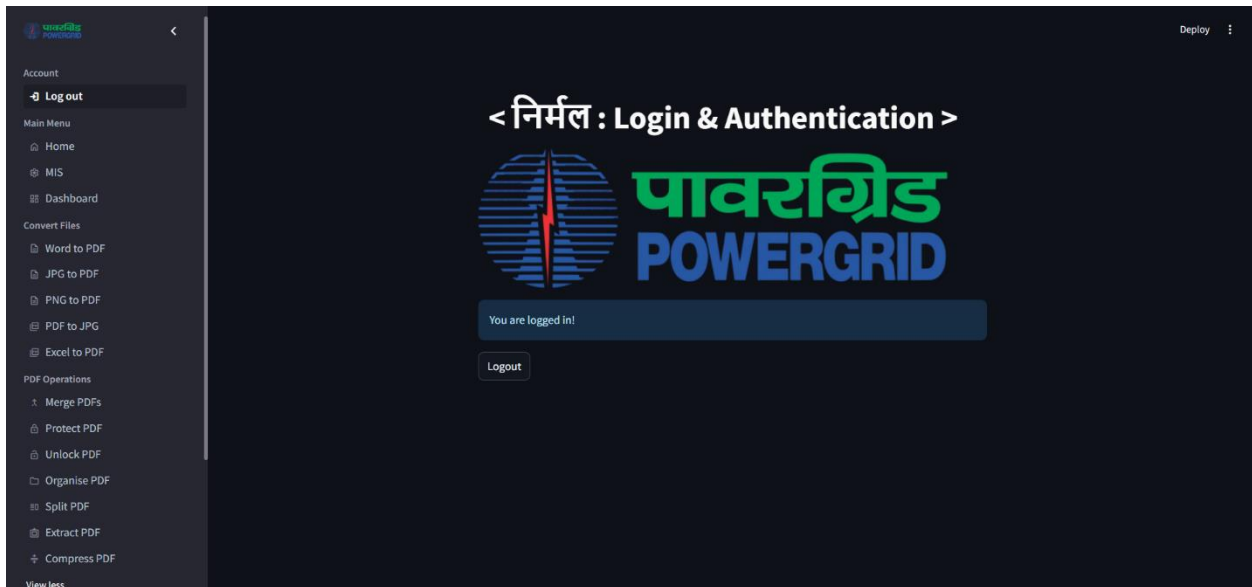 पावरग्रिड
POWERGRID
Account
Log out
Main Menu
Home
MIS
Dashboard
Convert Files
Word to PDF
JPG to PDF
PNG to PDF
PDF to JPG
Excel to PDF
PDF Operations
Merge PDFs
Protect PDF
Unlock PDF
Organise PDF
Split PDF
Extract PDF
Compress PDF
View less
Deploy
< निर्मल : Login & Authentication >
पावरग्रिड
POWERGRID
You are logged in!
Logout